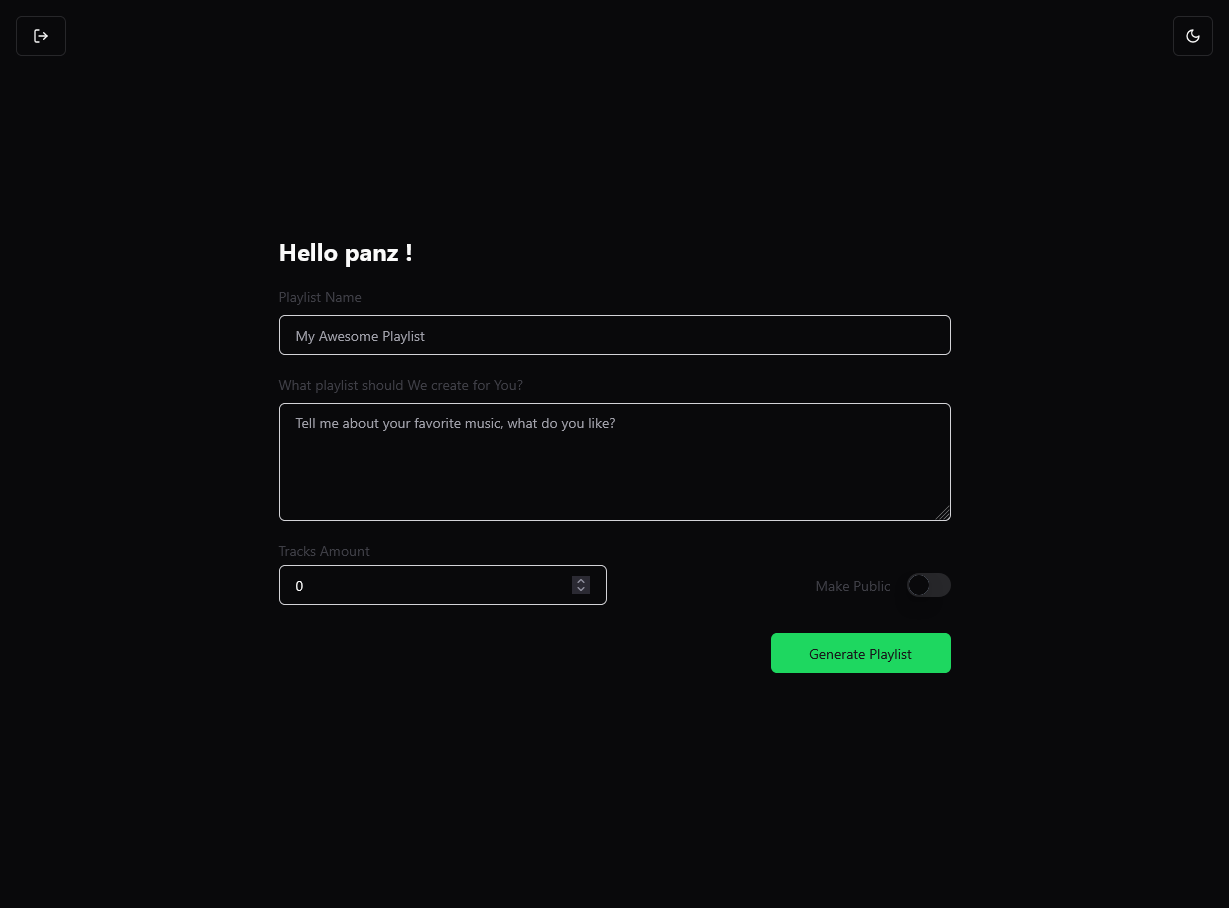 Hello panz !
Playlist Name
My Awesome Playlist
What playlist should We create for You?
Tell me about your favorite music, what do you like?
Tracks Amount
0
Make Public
Generate Playlist